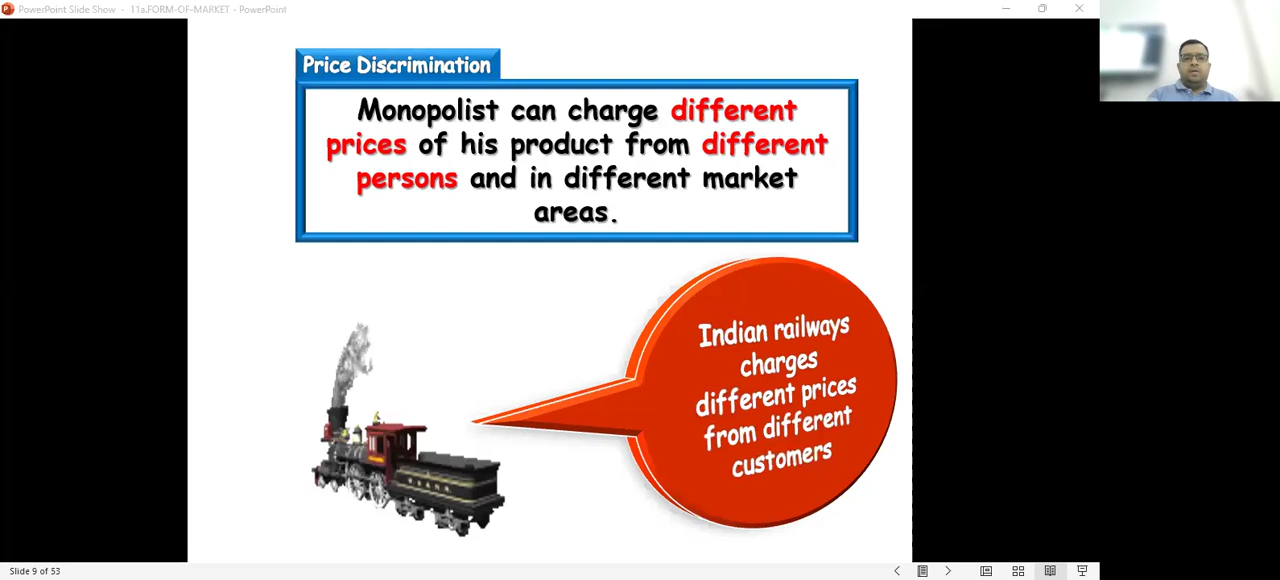 PowerPoint Slide Show - 11a.FORM-OF-MARKET - PowerPoint
Price Discrimination
Monopolist can charge different
prices of his product from different
persons and in different market
areas.
Indian railways
charges
different prices
from different
customers
Slide 9 of 53